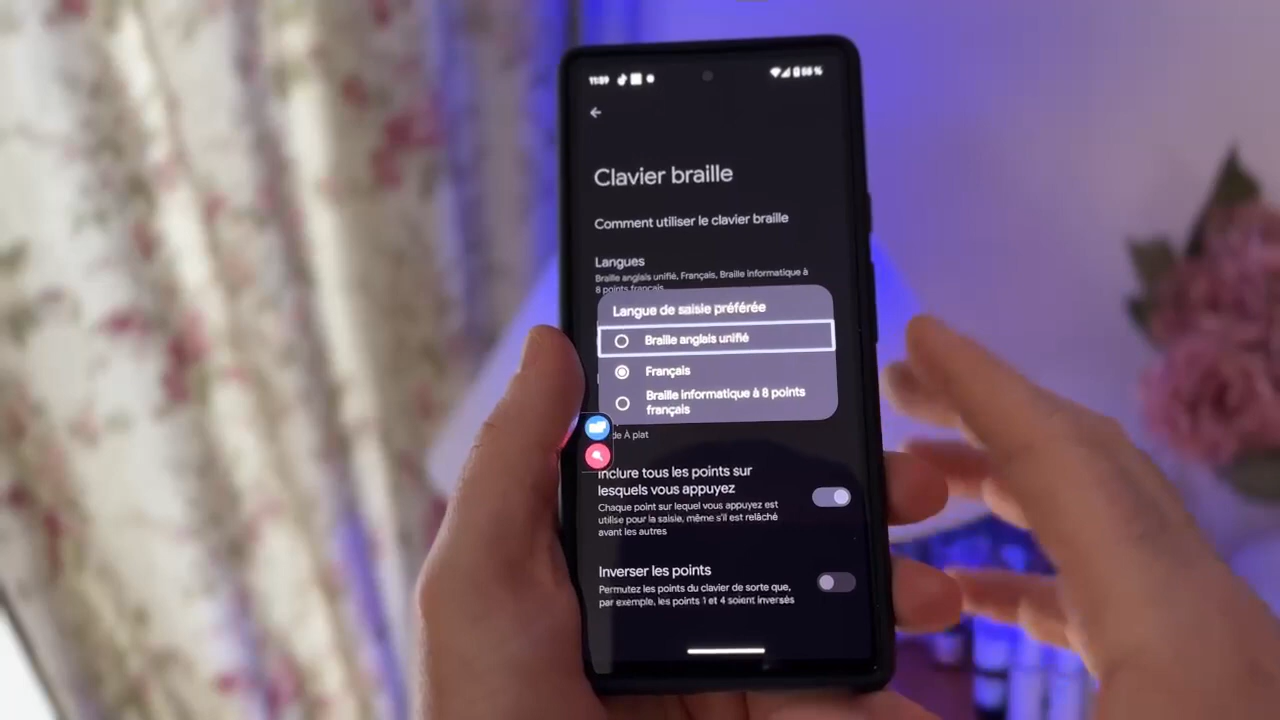 11:59
55 %
Clavier braille
Comment utiliser le clavier braille
Langues
Braille anglais unifié, Français, Braille informatique à
8 points français
Langue de saisie préférée
Braille anglais unifié
Français
Braille informatique à 8 points
français
de À plat
Inclure tous les points sur
lesquels vous appuyez
Chaque point sur lequel vous appuyez est
utilisé pour la saisie, même s'il est relâché
avant les autres
Inverser les points
Permutez les points du clavier de sorte que,
par exemple, les points 1 et 4 soient inversés